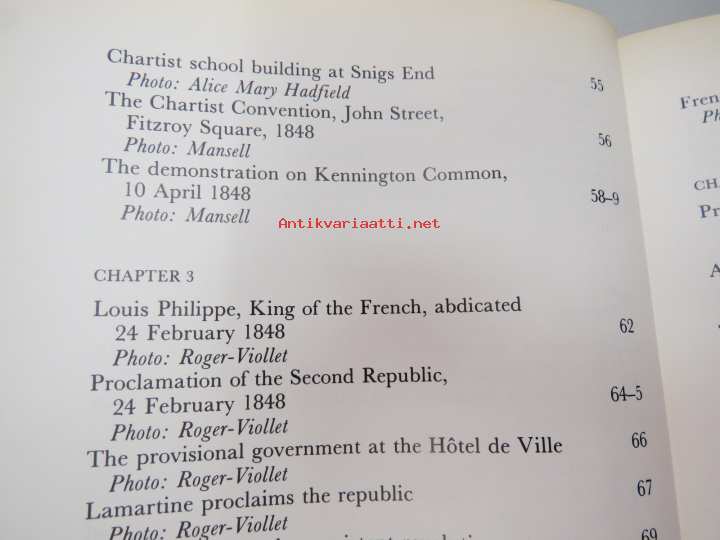 Chartist school building at Snigs End 55
Photo: Alice Mary Hadfield
The Chartist Convention, John Street,
Fitzroy Square, 1848 56
Photo: Mansell
The demonstration on Kennington Common,
10 April 1848 58–9
Photo: Mansell
Antikvariaatti.net
CHAPTER 3
Louis Philippe, King of the French, abdicated
24 February 1848 62
Photo: Roger-Viollet
Proclamation of the Second Republic,
24 February 1848 64–5
Photo: Roger-Viollet
The provisional government at the Hôtel de Ville 66
Photo: Roger-Viollet
Lamartine proclaims the republic 67
Photo: Roger-Viollet
69